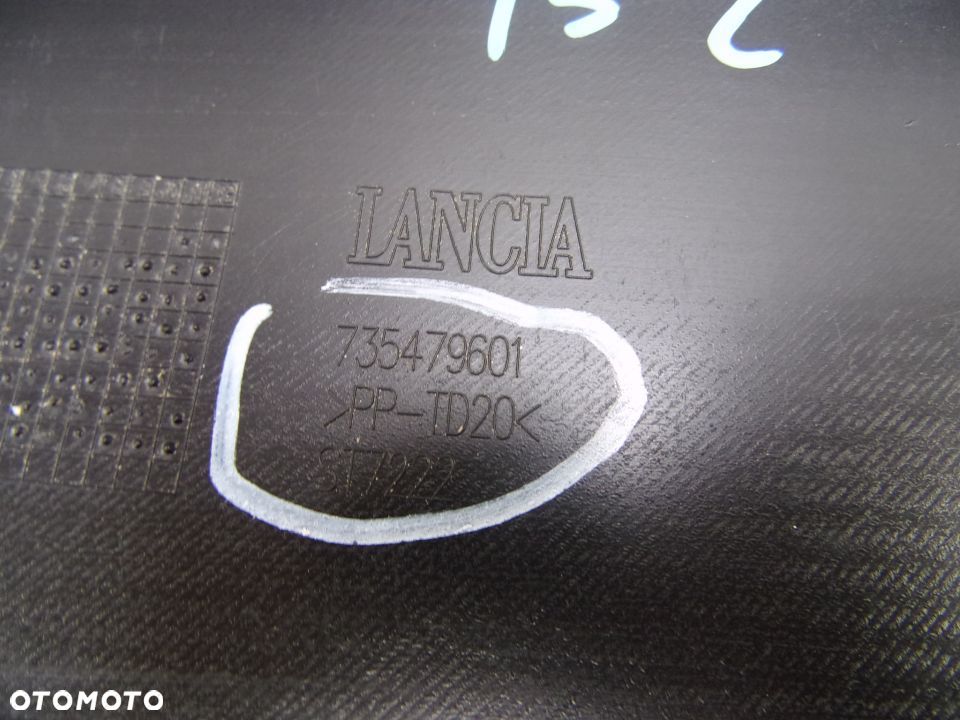 LANCIA
735479601
>PP-TD20<
ST7222
OTOMOTO